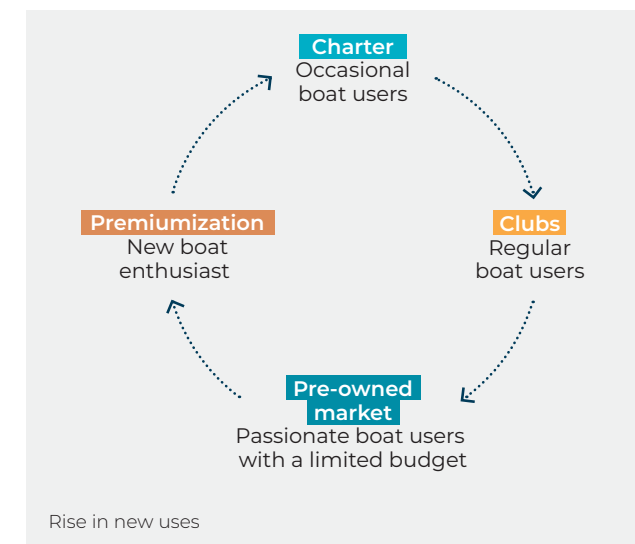 Charter
Occasional
boat users
Premiumization
New boat
enthusiast
Clubs
Regular
boat users
Pre-owned
market
Passionate boat users
with a limited budget
Rise in new uses